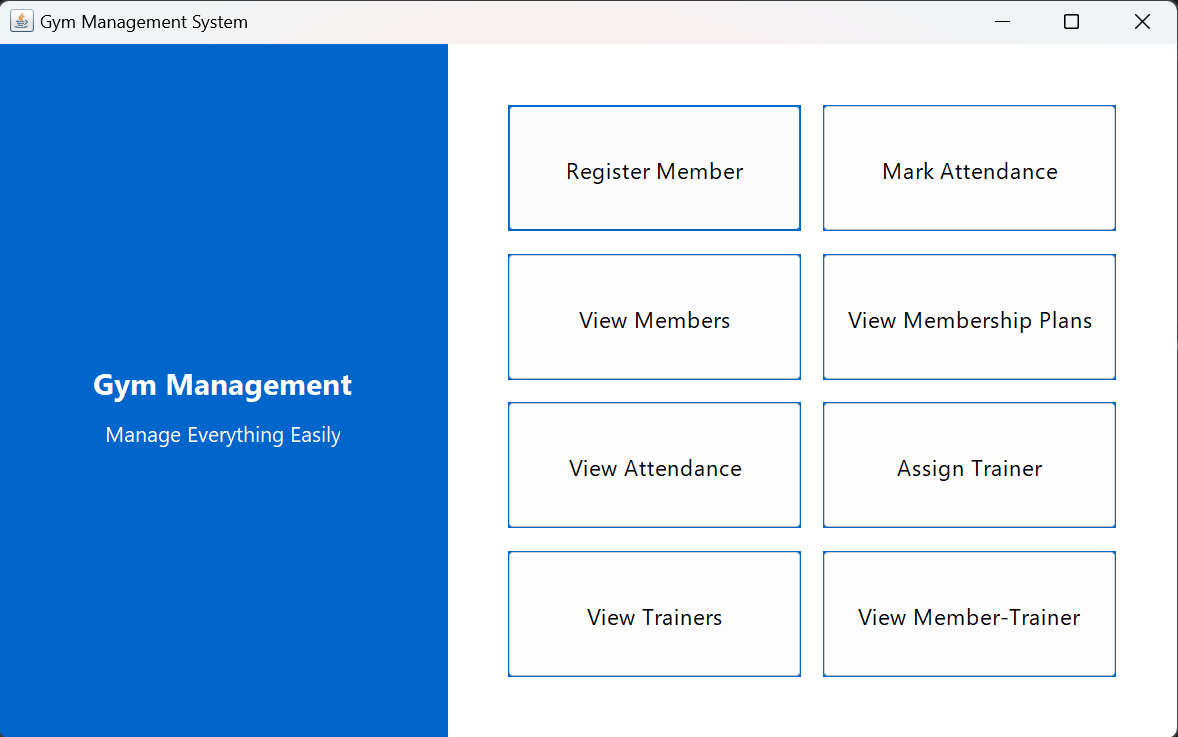 Gym Management System
Gym Management
Manage Everything Easily
Register Member
Mark Attendance
View Members
View Membership Plans
View Attendance
Assign Trainer
View Trainers
View Member-Trainer